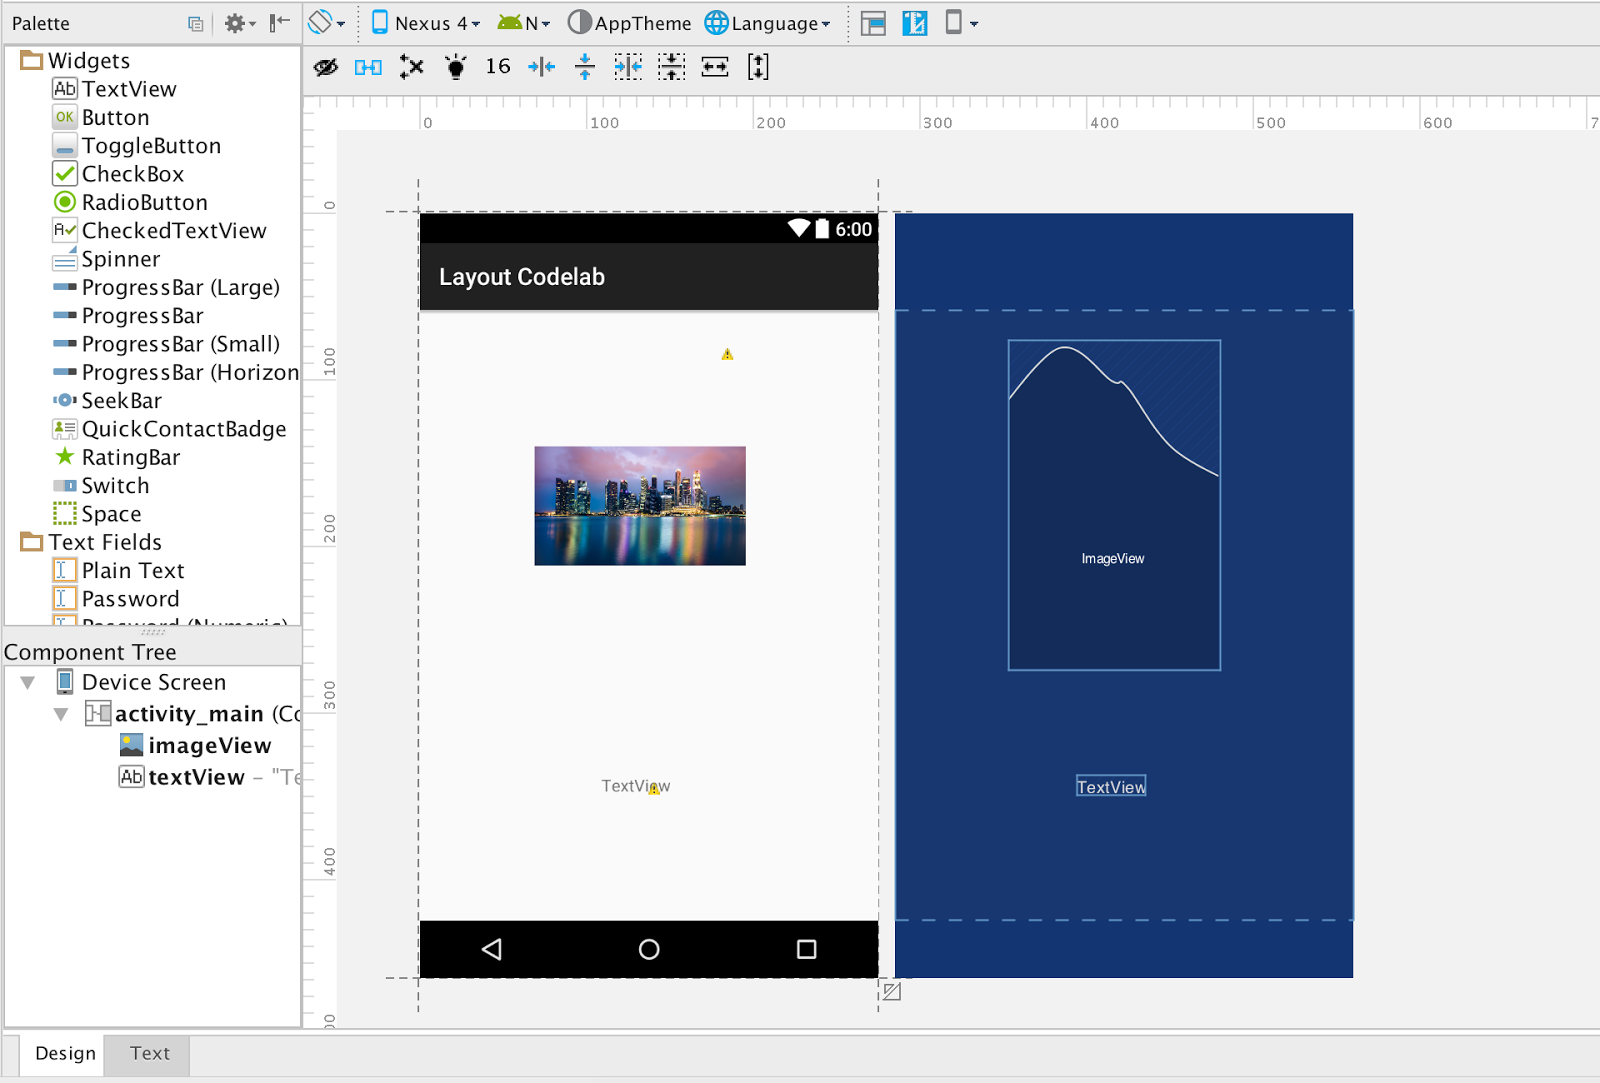 Palette
Nexus 4
N
AppTheme
Language
Widgets
Ab TextView
OK Button
ToggleButton
CheckBox
RadioButton
CheckedTextView
Spinner
ProgressBar (Large)
ProgressBar
ProgressBar (Small)
ProgressBar (Horizon
SeekBar
QuickContactBadge
RatingBar
Switch
Space
Text Fields
Plain Text
Password
Password (Numeric)
Component Tree
Device Screen
activity_main (Co
imageView
Ab textView – "Te
16
0 100 200 300 400 500 600 7
0
100
200
300
400
6:00
Layout Codelab
TextView
ImageView
TextView
Design Text